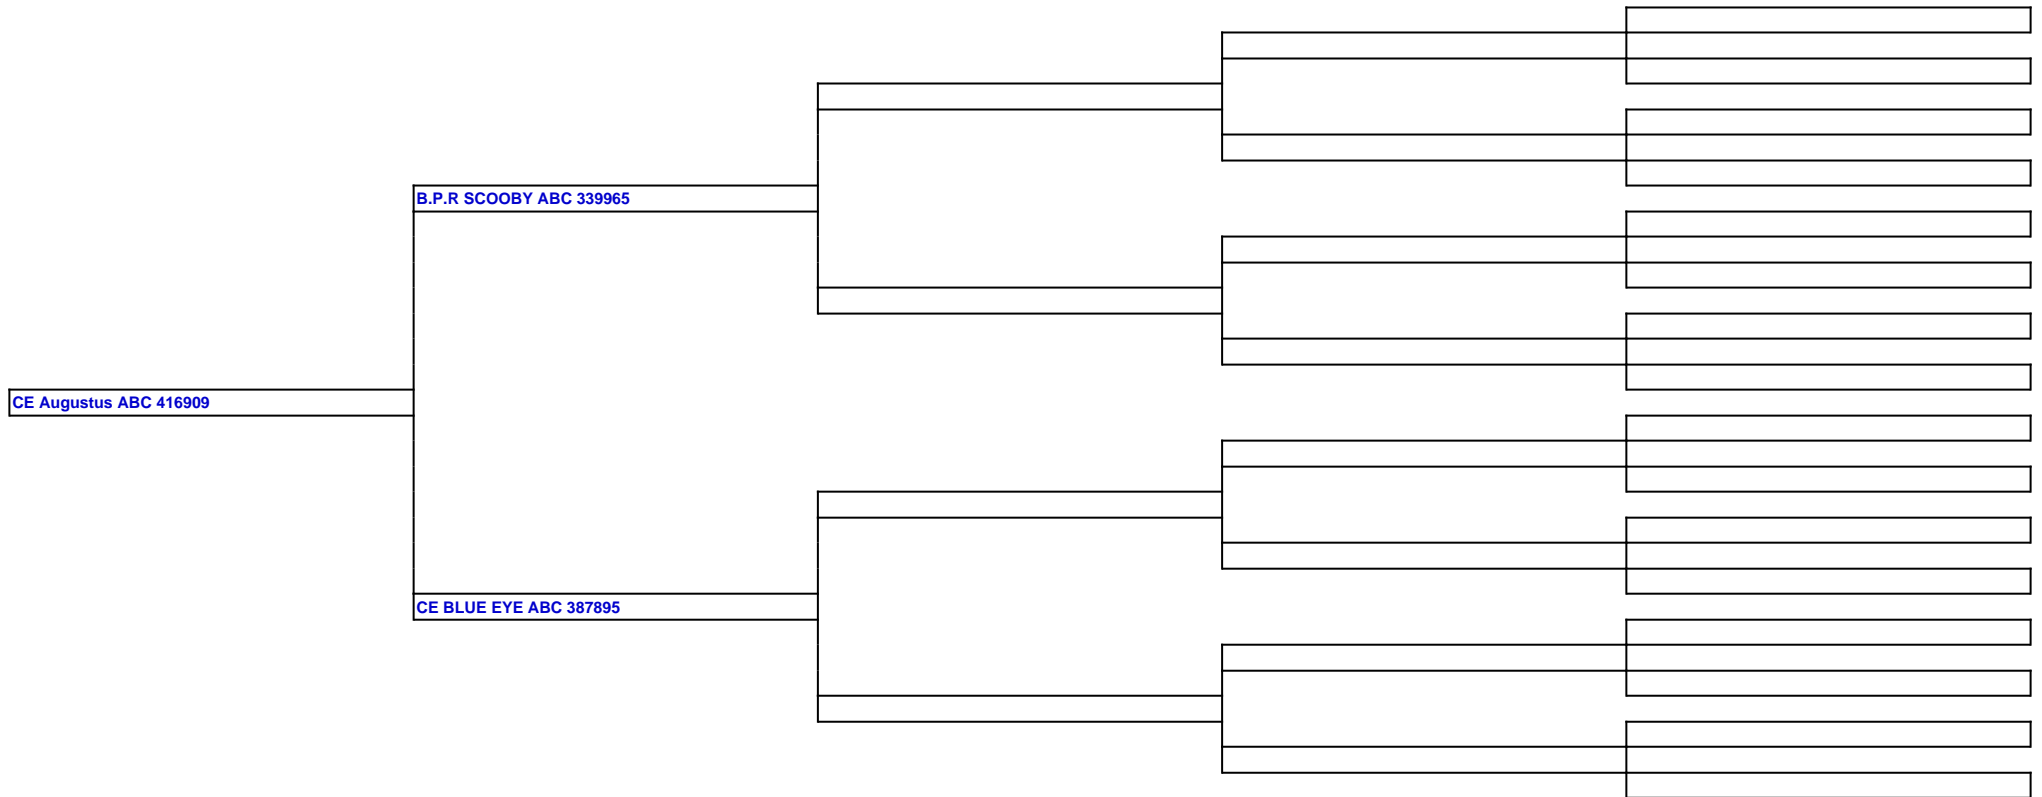 B.P.R SCOOBY ABC 339965
CE Augustus ABC 416909
CE BLUE EYE ABC 387895